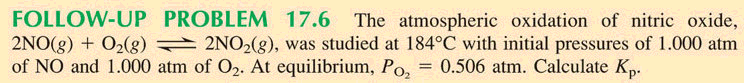 FOLLOW-UP PROBLEM 17.6 The atmospheric oxidation of nitric oxide,
2NO(g) + O₂(g) ⇌ 2NO₂(g), was studied at 184°C with initial pressures of 1.000 atm
of NO and 1.000 atm of O₂. At equilibrium, P_O₂ = 0.506 atm. Calculate Kₚ.